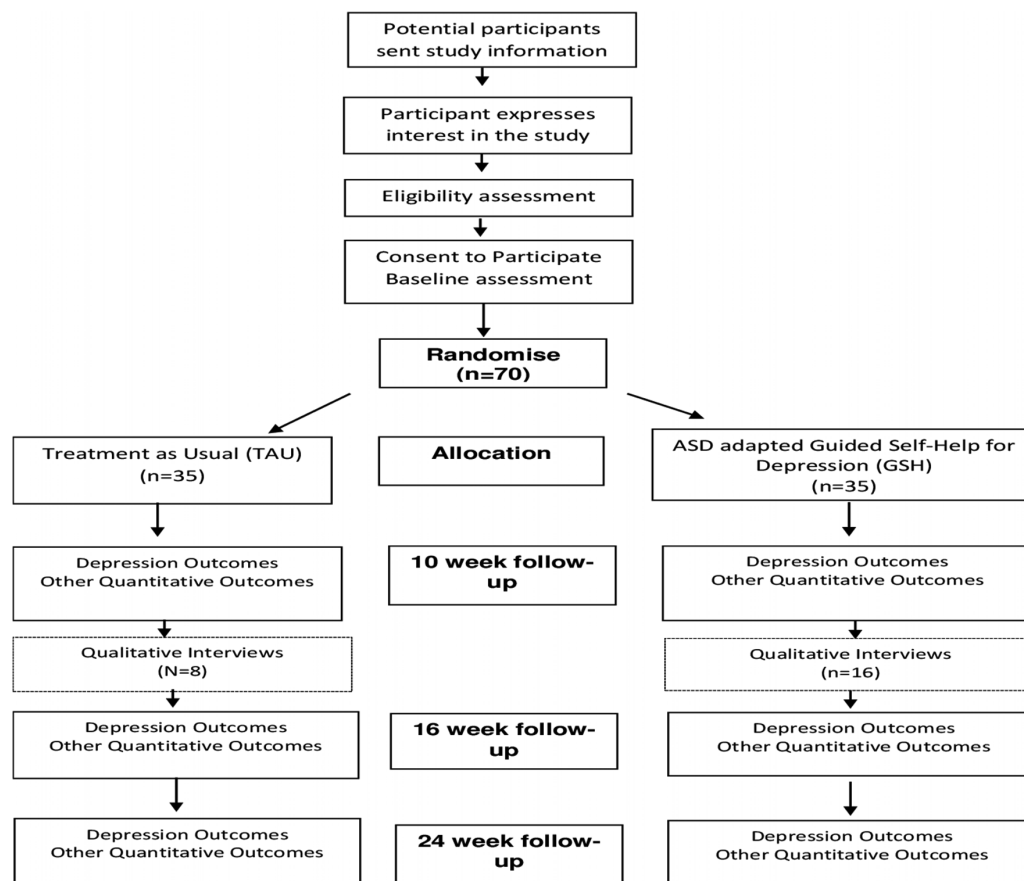 Potential participants
sent study information
Participant expresses
interest in the study
Eligibility assessment
Consent to Participate
Baseline assessment
Randomise
(n=70)
Treatment as Usual (TAU)
(n=35)
Allocation
ASD adapted Guided Self-Help for
Depression (GSH)
(n=35)
Depression Outcomes
Other Quantitative Outcomes
10 week follow-
up
Depression Outcomes
Other Quantitative Outcomes
Qualitative Interviews
(N=8)
Qualitative Interviews
(n=16)
Depression Outcomes
Other Quantitative Outcomes
16 week follow-
up
Depression Outcomes
Other Quantitative Outcomes
Depression Outcomes
Other Quantitative Outcomes
24 week follow-
up
Depression Outcomes
Other Quantitative Outcomes